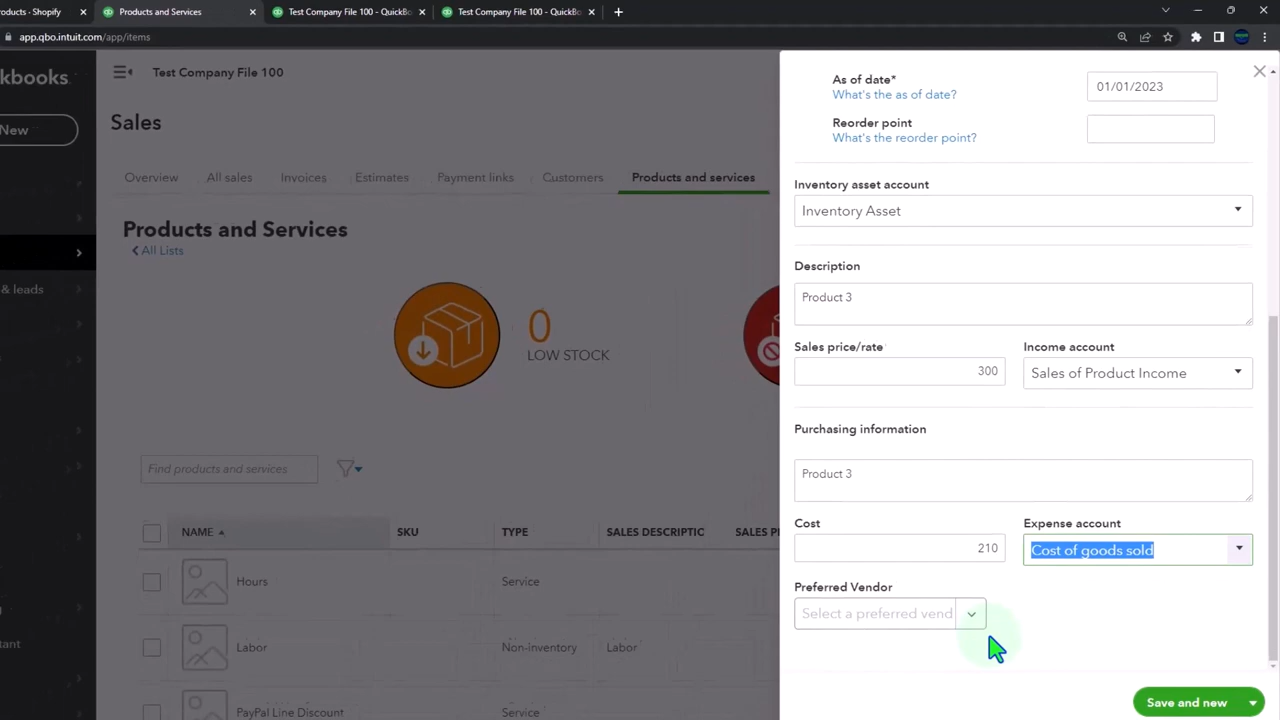 roducts - Shopify
Products and Services
Test Company File 100 - QuickBo
Test Company File 100 - QuickBo
app.qbo.intuit.com/app/items
kbooks
Test Company File 100
New
Sales
Overview All sales Invoices Estimates Payment links Customers Products and services
Products and Services
All Lists
& leads
0
LOW STOCK
Find products and services
NAME SKU TYPE SALES DESCRIPTIC SALES PI
Hours Service
Labor Non-inventory Labor
PayPal Line Discount Service
tant
As of date*
01/01/2023
What's the as of date?
Reorder point
What's the reorder point?
Inventory asset account
Inventory Asset
Description
Product 3
Sales price/rate Income account
300 Sales of Product Income
Purchasing information
Product 3
Cost Expense account
210 Cost of goods sold
Preferred Vendor
Select a preferred vend
Save and new